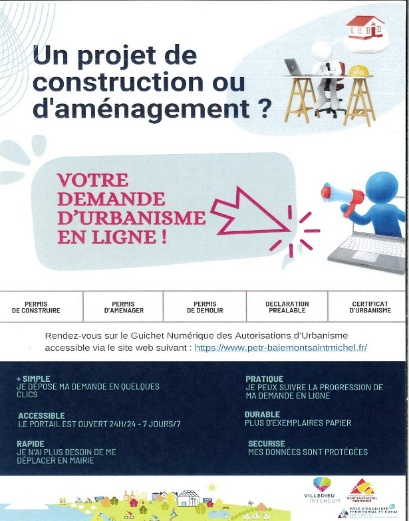 Un projet de
construction ou
d'aménagement ?
VOTRE
DEMANDE
D'URBANISME
EN LIGNE !
PERMIS
DE CONSTRUIRE
PERMIS
D'AMENAGER
PERMIS
DE DEMOLIR
DECLARATION
PREALABLE
CERTIFICAT
D'URBANISME
Rendez-vous sur le Guichet Numérique des Autorisations d'Urbanisme
accessible via le site web suivant : https://www.petr-baiemontsaintmichel.fr/
+ SIMPLE
JE DÉPOSE MA DEMANDE EN QUELQUES
CLICS
ACCESSIBLE
LE PORTAIL EST OUVERT 24H/24 - 7 JOURS/7
RAPIDE
JE N'AI PLUS BESOIN DE ME
DÉPLACER EN MAIRIE
PRATIQUE
JE PEUX SUIVRE LA PROGRESSION DE
MA DEMANDE EN LIGNE
DURABLE
PLUS D'EXEMPLAIRES PAPIER
SECURISE
MES DONNÉES SONT PROTÉGÉES
VILLEDIEU
INTERCOM